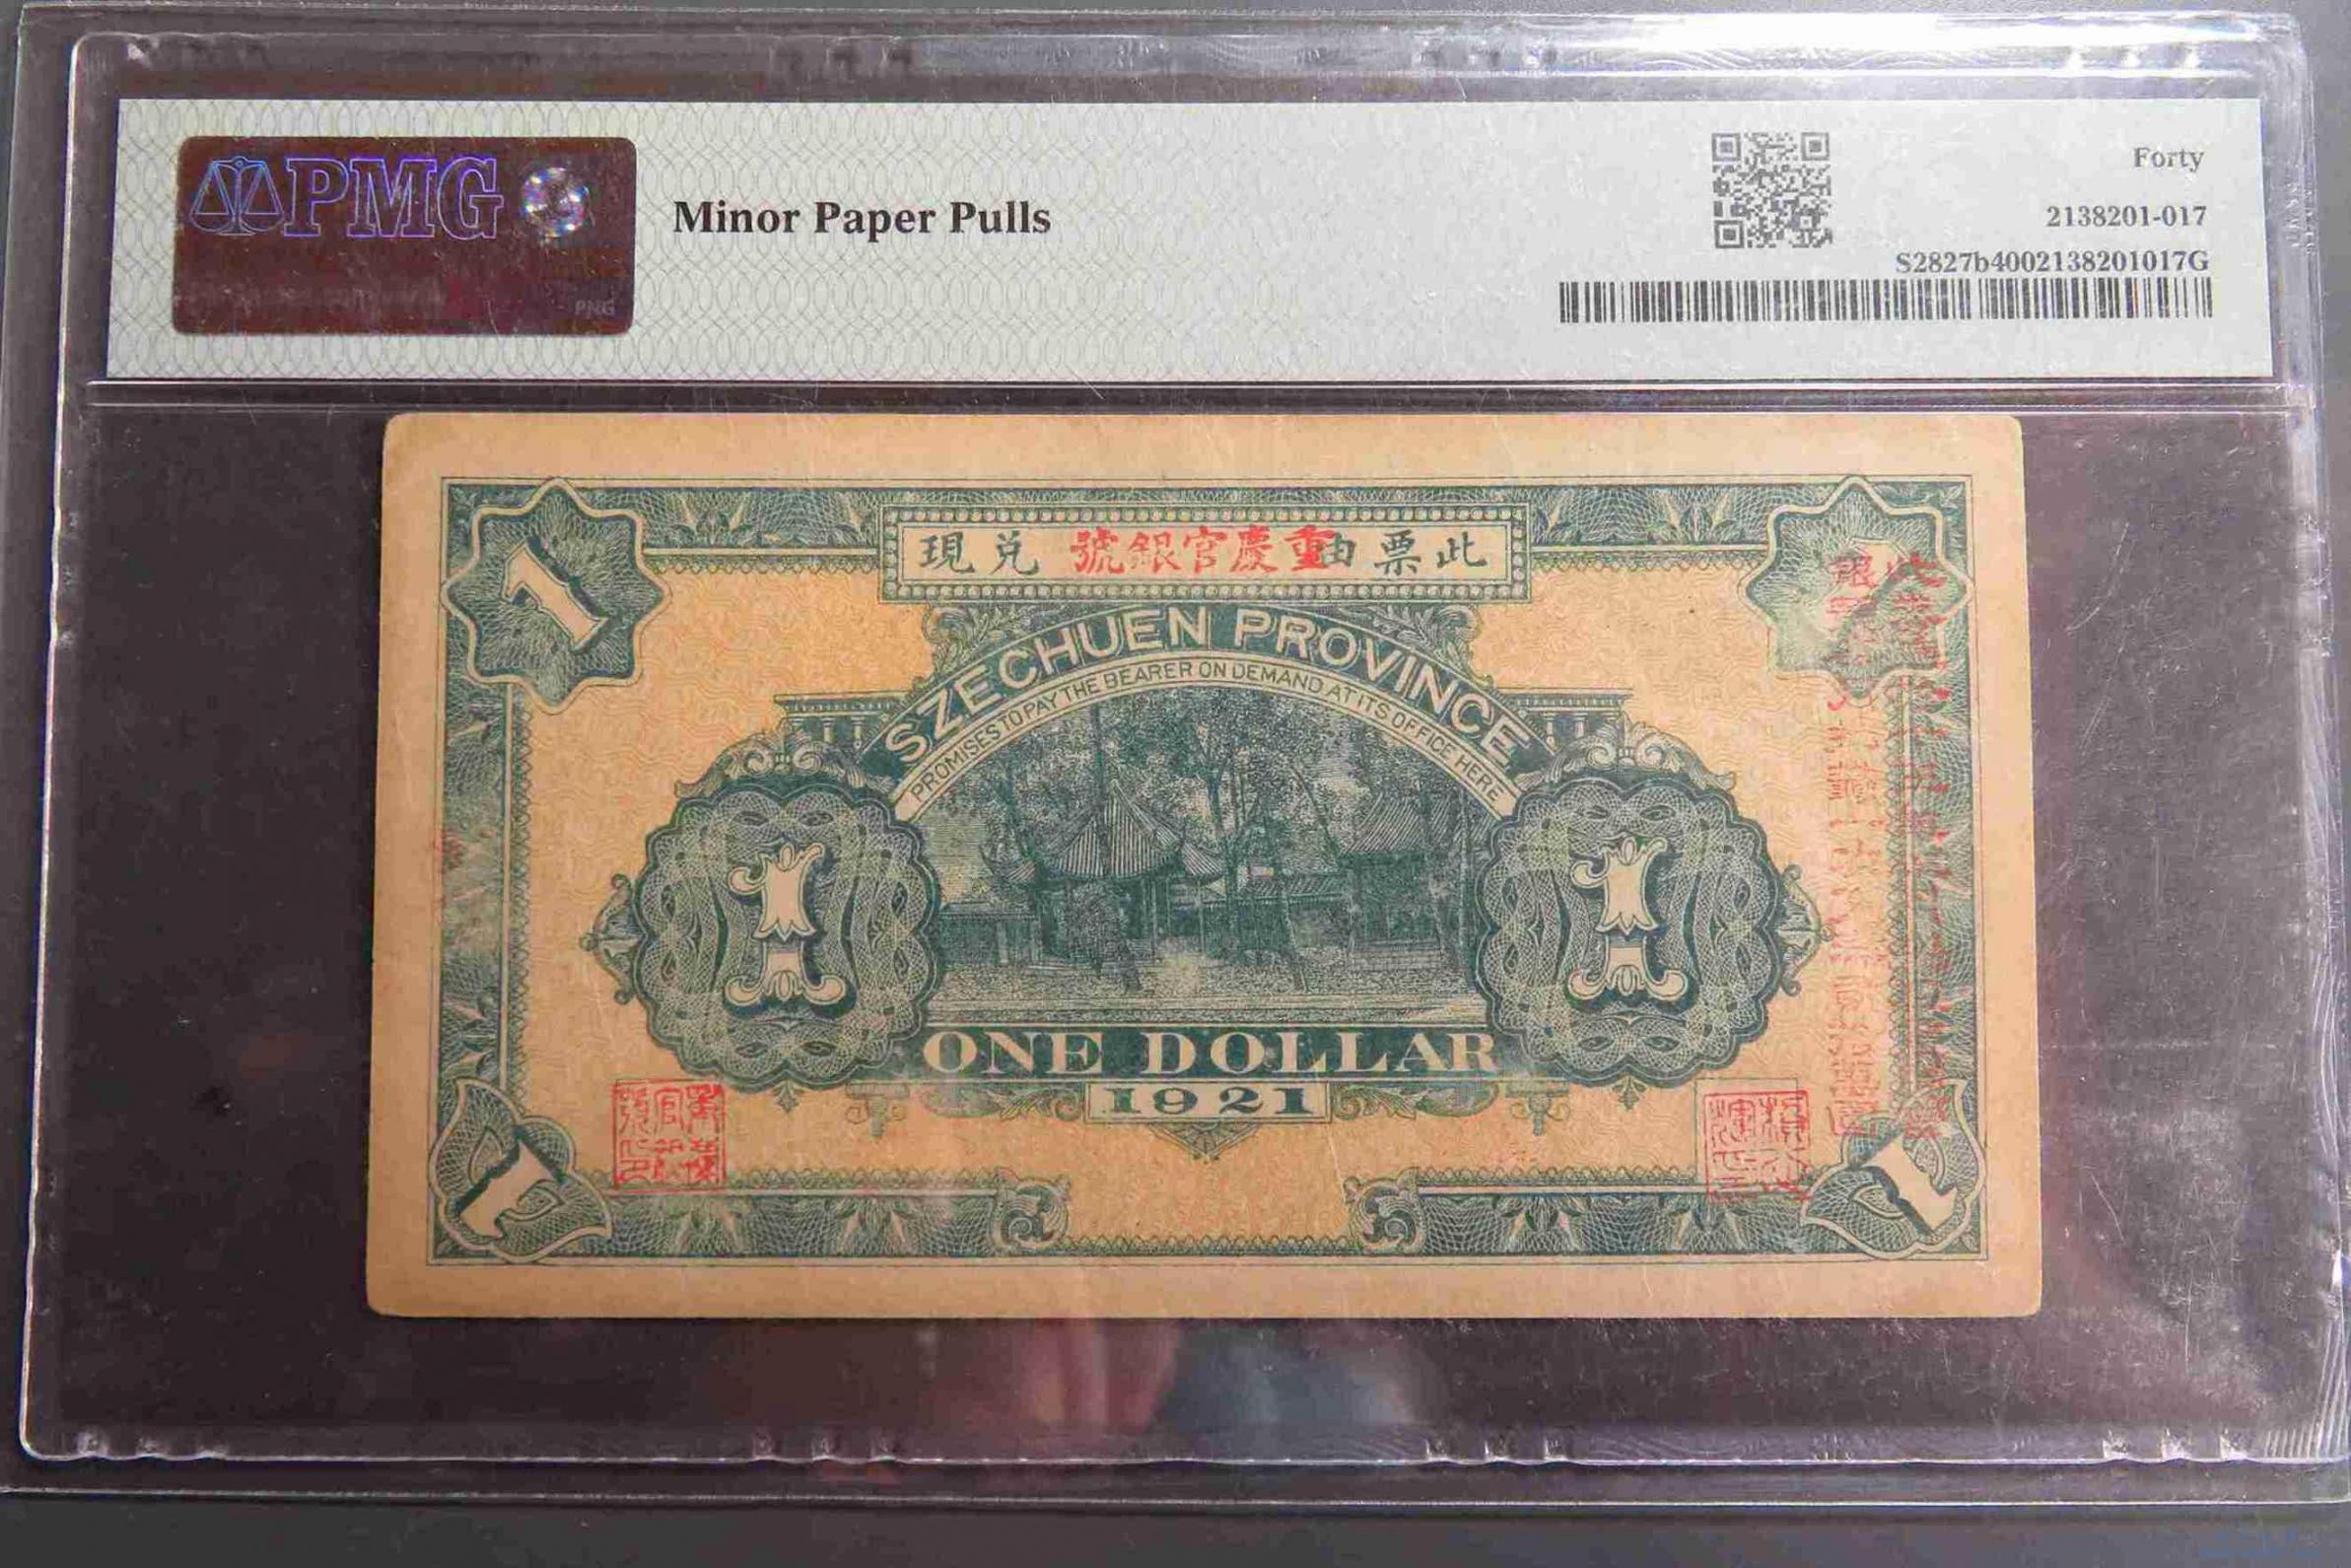 PMG
PNG
Minor Paper Pulls
Forty
2138201-017
S2827b4002138201017G
此票由重慶官銀號兌現
1
SZECHUEN PROVINCE
PROMISES TO PAY THE BEARER ON DEMAND AT ITS OFFICE HERE
1 1
ONE DOLLAR
1921
1 1